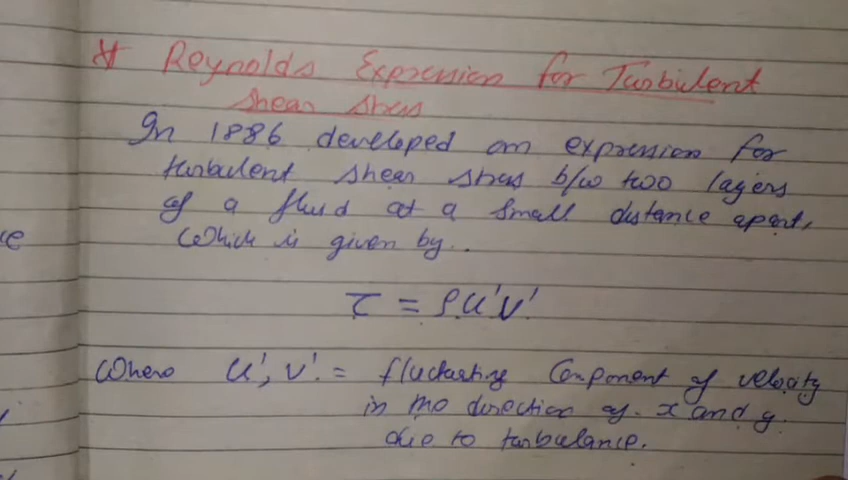 * Reynolds Expression for Turbulent
shear stress
In 1886 developed an expression for
turbulent shear stress b/w two layers
of a fluid at a small distance apart,
which is given by..
τ = ρu'v'
Where u', v' = fluctuating Component of velocity
in the direction of x and y
due to turbulance.